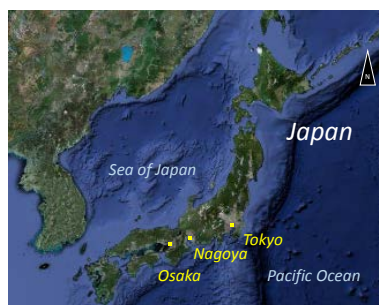 N
Japan
Sea of Japan
Tokyo
Nagoya
Osaka
Pacific Ocean